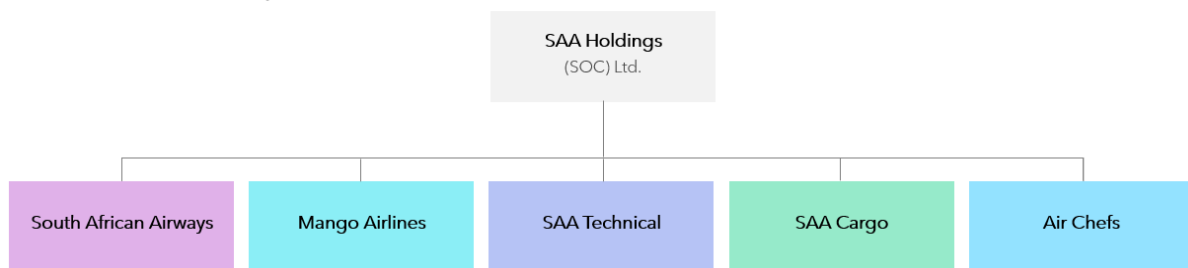 SAA Holdings
(SOC) Ltd.
South African Airways
Mango Airlines
SAA Technical
SAA Cargo
Air Chefs